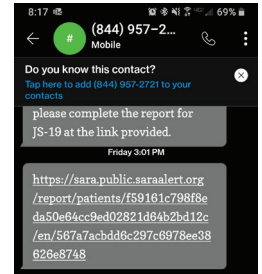 8:17
69%
(844) 957-2...
#
Mobile
Do you know this contact?
Tap here to add (844) 957-2721 to your
contacts
please complete the report for
JS-19 at the link provided.
Friday 3:01 PM
https://sara.public.saraalert.org
/report/patients/f59161c798f8e
da50e64cc9ed02821d64b2bd12c
/en/567a7acbdd6c297c6978ee38
626e8748